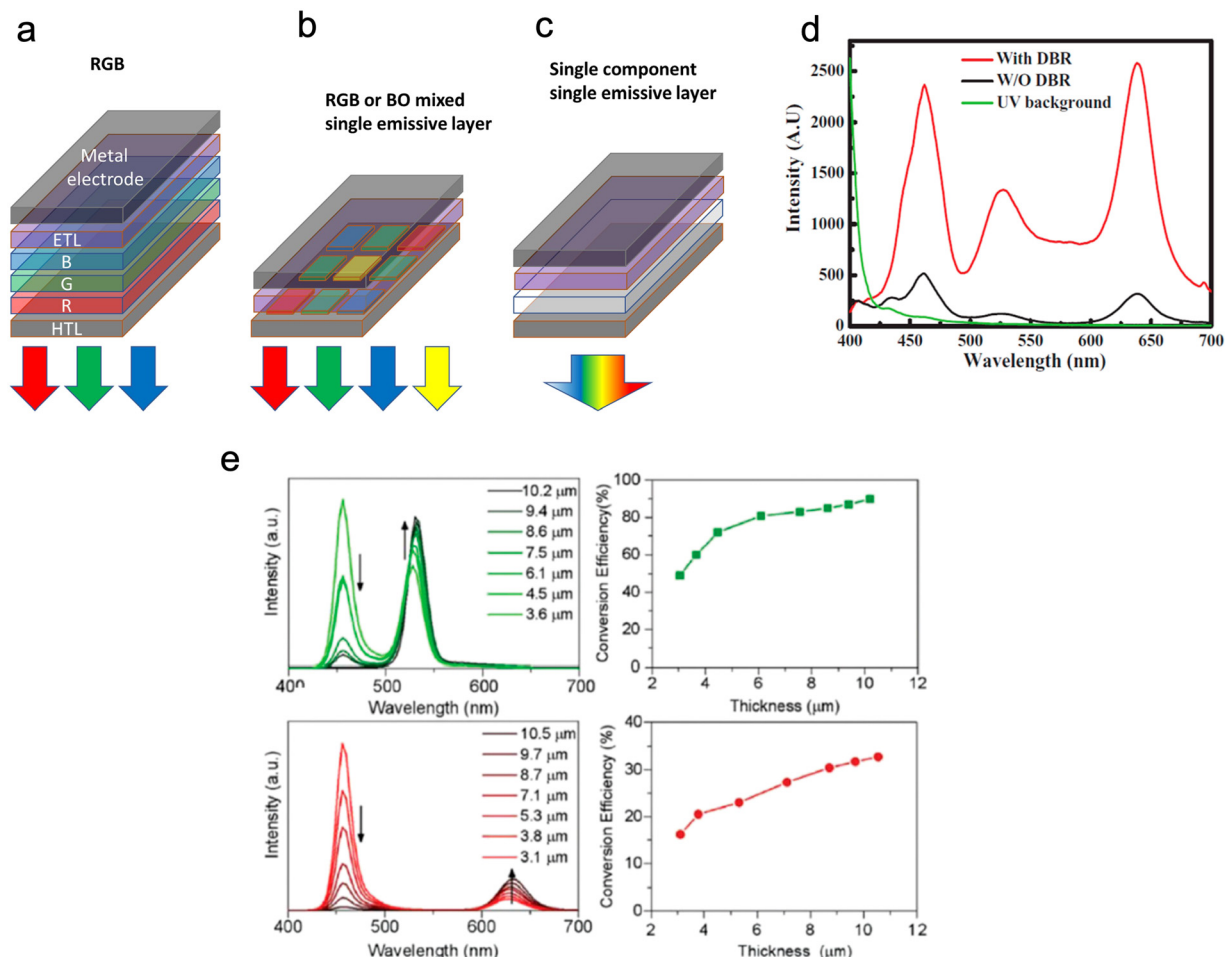 a
RGB
Metal
electrode
ETL
B
G
R
HTL
b
RGB or BO mixed
single emissive layer
c
Single component
single emissive layer
d
With DBR
W/O DBR
UV background
Intensity (A.U)
2500
2000
1500
1000
500
0
400 450 500 550 600 650 700
Wavelength (nm)
e
Intensity (a.u.)
10.2 μm
9.4 μm
8.6 μm
7.5 μm
6.1 μm
4.5 μm
3.6 μm
400 500 600 700
Wavelength (nm)
Conversion Efficiency(%)
100
80
60
40
20
0
2 4 6 8 10 12
Thickness (μm)
Intensity (a.u.)
10.5 μm
9.7 μm
8.7 μm
7.1 μm
5.3 μm
3.8 μm
3.1 μm
400 500 600 700
Wavelength (nm)
Conversion Efficiency (%)
40
30
20
10
0
2 4 6 8 10 12
Thickness (μm)